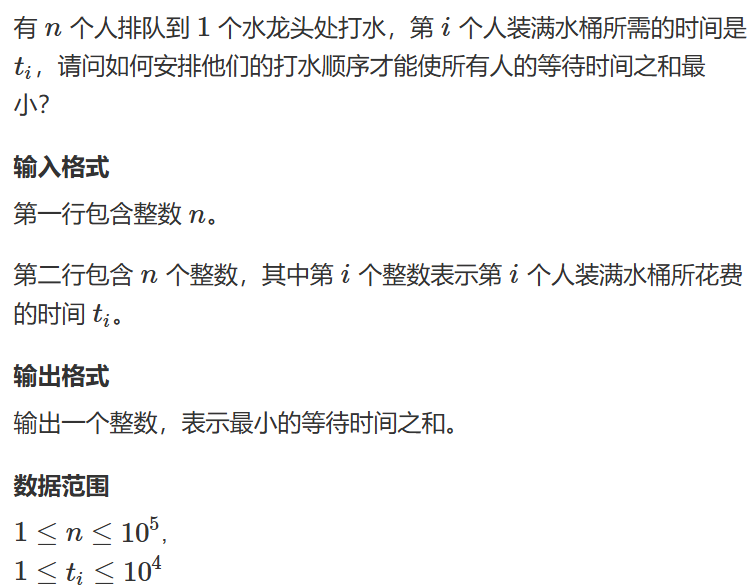 有 n 个人排队到 1 个水龙头处打水，第 i 个人装满水桶所需的时间是
t_i，请问如何安排他们的打水顺序才能使所有人的等待时间之和最
小？
输入格式
第一行包含整数 n。
第二行包含 n 个整数，其中第 i 个整数表示第 i 个人装满水桶所花费
的时间 t_i。
输出格式
输出一个整数，表示最小的等待时间之和。
数据范围
1 ≤ n ≤ 10^5,
1 ≤ t_i ≤ 10^4